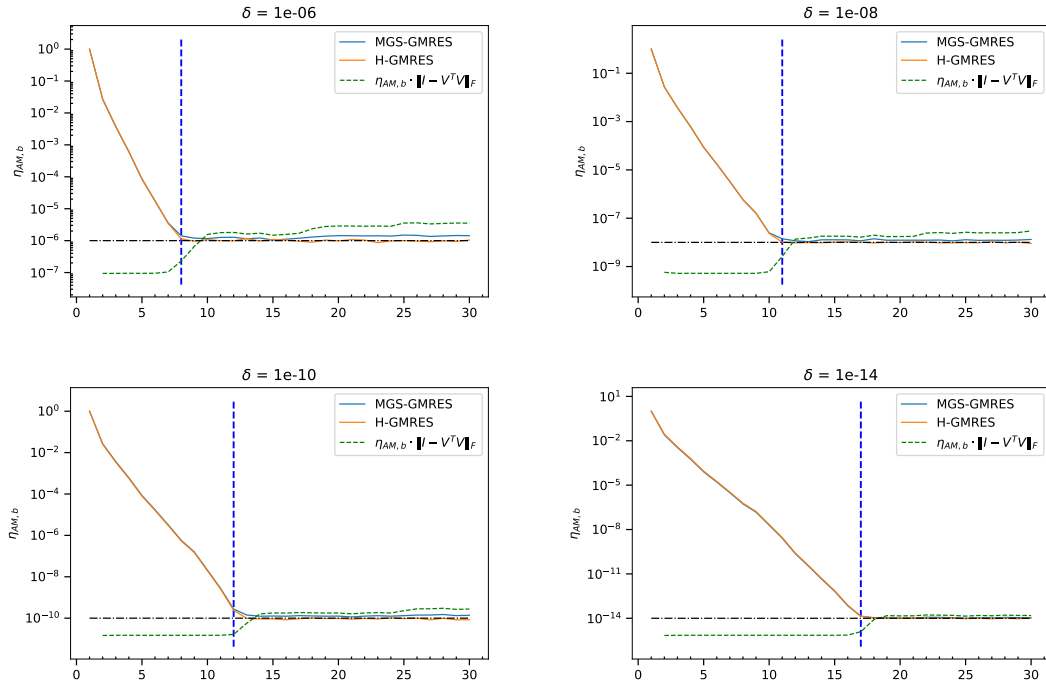 δ = 1e-06
MGS-GMRES
H-GMRES
η_{AM, b} · ‖I − V^T V‖_F
η_{AM, b}
10^0
10^{-1}
10^{-2}
10^{-3}
10^{-4}
10^{-5}
10^{-6}
10^{-7}
0 5 10 15 20 25 30
δ = 1e-08
MGS-GMRES
H-GMRES
η_{AM, b} · ‖I − V^T V‖_F
η_{AM, b}
10^{-1}
10^{-3}
10^{-5}
10^{-7}
10^{-9}
0 5 10 15 20 25 30
δ = 1e-10
MGS-GMRES
H-GMRES
η_{AM, b} · ‖I − V^T V‖_F
η_{AM, b}
10^0
10^{-2}
10^{-4}
10^{-6}
10^{-8}
10^{-10}
0 5 10 15 20 25 30
δ = 1e-14
MGS-GMRES
H-GMRES
η_{AM, b} · ‖I − V^T V‖_F
η_{AM, b}
10^1
10^{-2}
10^{-5}
10^{-8}
10^{-11}
10^{-14}
0 5 10 15 20 25 30